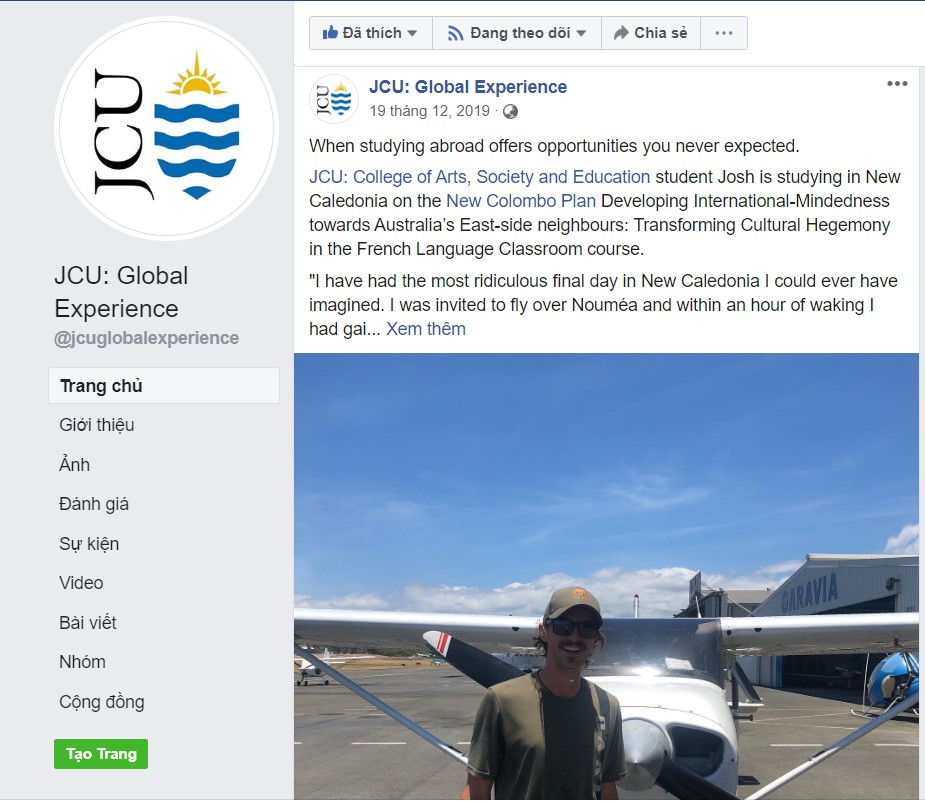 JCU
JCU: Global
Experience
@jcuglobalexperience
Trang chủ
Giới thiệu
Ảnh
Đánh giá
Sự kiện
Video
Bài viết
Nhóm
Cộng đồng
Tạo Trang
Đã thích
Đang theo dõi
Chia sẻ
JCU
JCU: Global Experience
19 tháng 12, 2019 ·
When studying abroad offers opportunities you never expected.
JCU: College of Arts, Society and Education student Josh is studying in New
Caledonia on the New Colombo Plan Developing International-Mindedness
towards Australia's East-side neighbours: Transforming Cultural Hegemony
in the French Language Classroom course.
"I have had the most ridiculous final day in New Caledonia I could ever have
imagined. I was invited to fly over Nouméa and within an hour of waking I
had gai... Xem thêm
GARAVIA